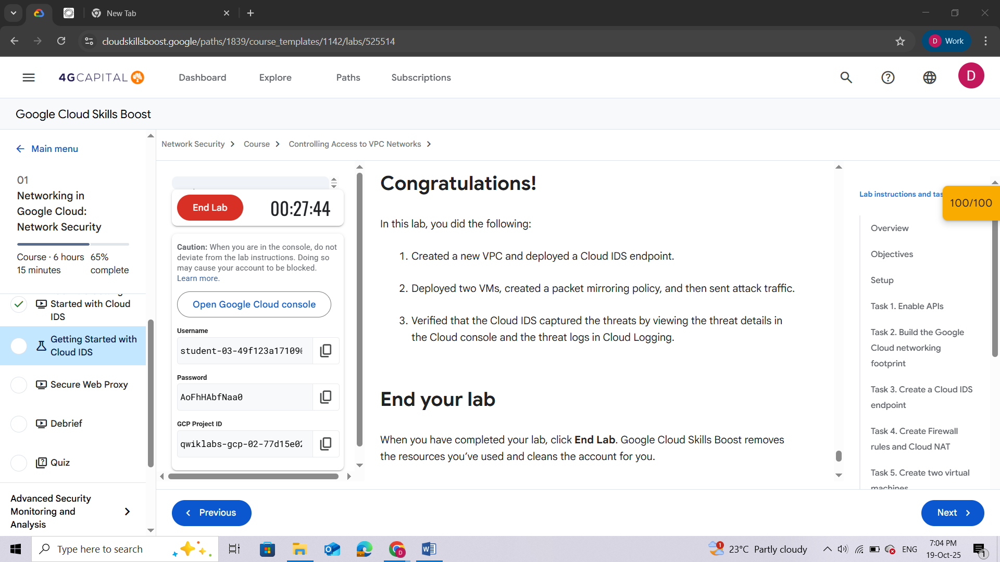 New Tab
cloudskillsboost.google/paths/1839/course_templates/1142/labs/525514
D Work
4GCAPITAL
Dashboard
Explore
Paths
Subscriptions
D
Google Cloud Skills Boost
Main menu
01
Networking in
Google Cloud:
Network Security
Course · 6 hours
15 minutes
65%
complete
Started with Cloud
IDS
Getting Started with
Cloud IDS
Secure Web Proxy
Debrief
Quiz
Advanced Security
Monitoring and
Analysis
Network Security
Course
Controlling Access to VPC Networks
End Lab
00:27:44
Caution: When you are in the console, do not
deviate from the lab instructions. Doing so
may cause your account to be blocked.
Learn more.
Open Google Cloud console
Username
student-03-49f123a171090
Password
AoFhHAbfNaa0
GCP Project ID
qwiklabs-gcp-02-77d15e02
Congratulations!
In this lab, you did the following:
1. Created a new VPC and deployed a Cloud IDS endpoint.
2. Deployed two VMs, created a packet mirroring policy, and then sent attack traffic.
3. Verified that the Cloud IDS captured the threats by viewing the threat details in
the Cloud console and the threat logs in Cloud Logging.
End your lab
When you have completed your lab, click End Lab. Google Cloud Skills Boost removes
the resources you've used and cleans the account for you.
Lab instructions and tas
100/100
Overview
Objectives
Setup
Task 1. Enable APIs
Task 2. Build the Google
Cloud networking
footprint
Task 3. Create a Cloud IDS
endpoint
Task 4. Create Firewall
rules and Cloud NAT
Task 5. Create two virtual
machines
Previous
Next
Type here to search
1
23°C Partly cloudy
ENG
7:04 PM
19-Oct-25
1